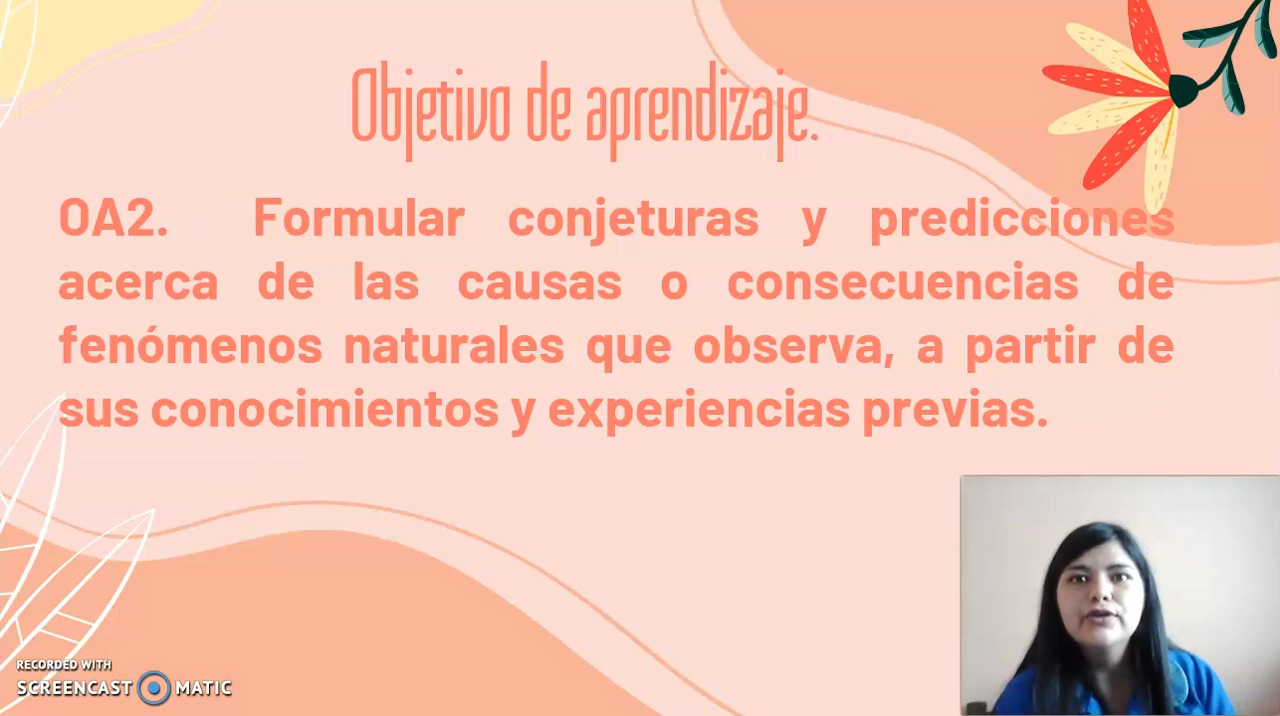 Objetivo de aprendizaje.
OA2. Formular conjeturas y predicciones
acerca de las causas o consecuencias de
fenómenos naturales que observa, a partir de
sus conocimientos y experiencias previas.
RECORDED WITH
SCREENCAST MATIC